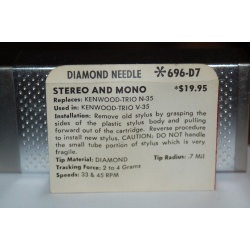 DIAMOND NEEDLE *696-D7
STEREO AND MONO *$19.95
Replaces: KENWOOD-TRIO N-35
Used in: KENWOOD-TRIO V-35
Installation: Remove old stylus by grasping
the sides of the plastic stylus body and pulling
forward out of the cartridge. Reverse procedure
to install new stylus. CAUTION: DO NOT handle
the small tube portion of stylus which is very
fragile.
Tip Material: DIAMOND Tip Radius: .7 Mil
Tracking Force: 2 to 4 Grams
Speeds: 33 & 45 RPM